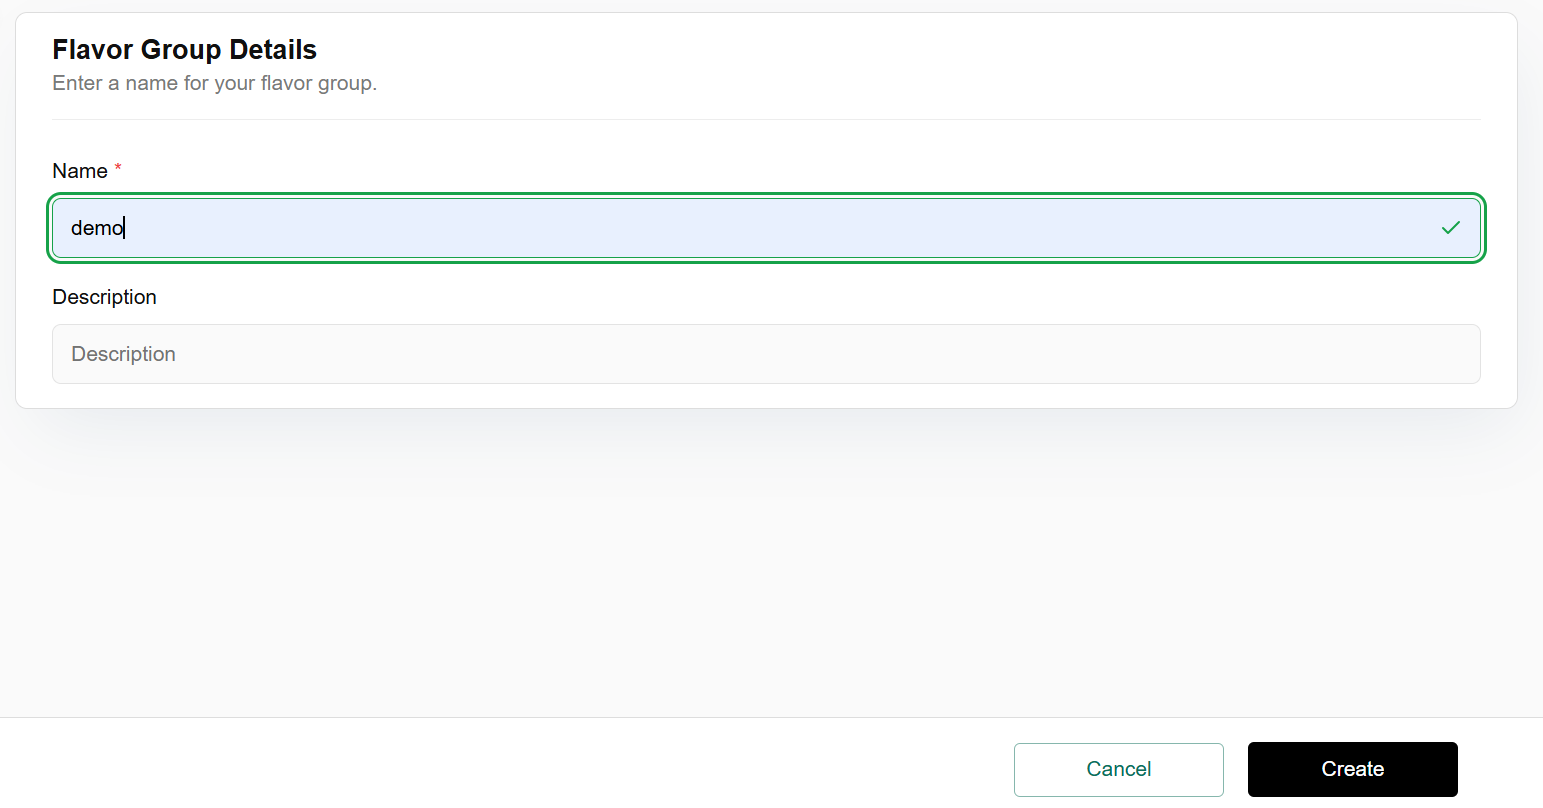 Flavor Group Details
Enter a name for your flavor group.
Name *
demo
Description
Description
Cancel
Create